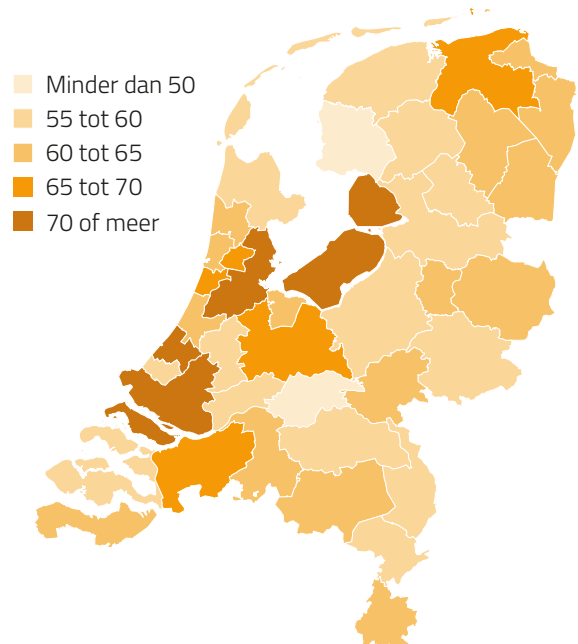 Minder dan 50
55 tot 60
60 tot 65
65 tot 70
70 of meer